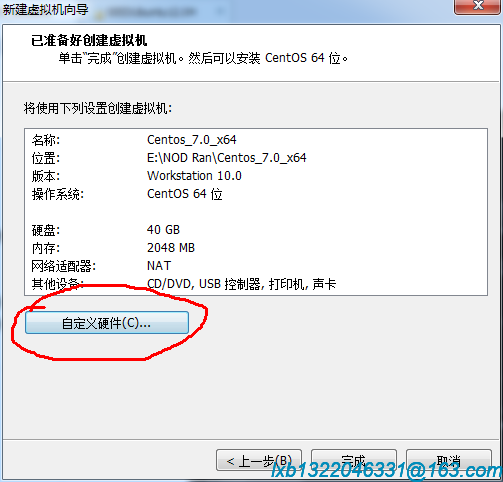 新建虚拟机向导
已准备好创建虚拟机
单击“完成”创建虚拟机。然后可以安装 CentOS 64 位。
将使用下列设置创建虚拟机:
名称: Centos_7.0_x64
位置: E:\NOD Ran\Centos_7.0_x64
版本: Workstation 10.0
操作系统: CentOS 64 位
硬盘: 40 GB
内存: 2048 MB
网络适配器: NAT
其他设备: CD/DVD, USB 控制器, 打印机, 声卡
自定义硬件(C)...
< 上一步(B) 完成 取消
lxb1322046331@163.com